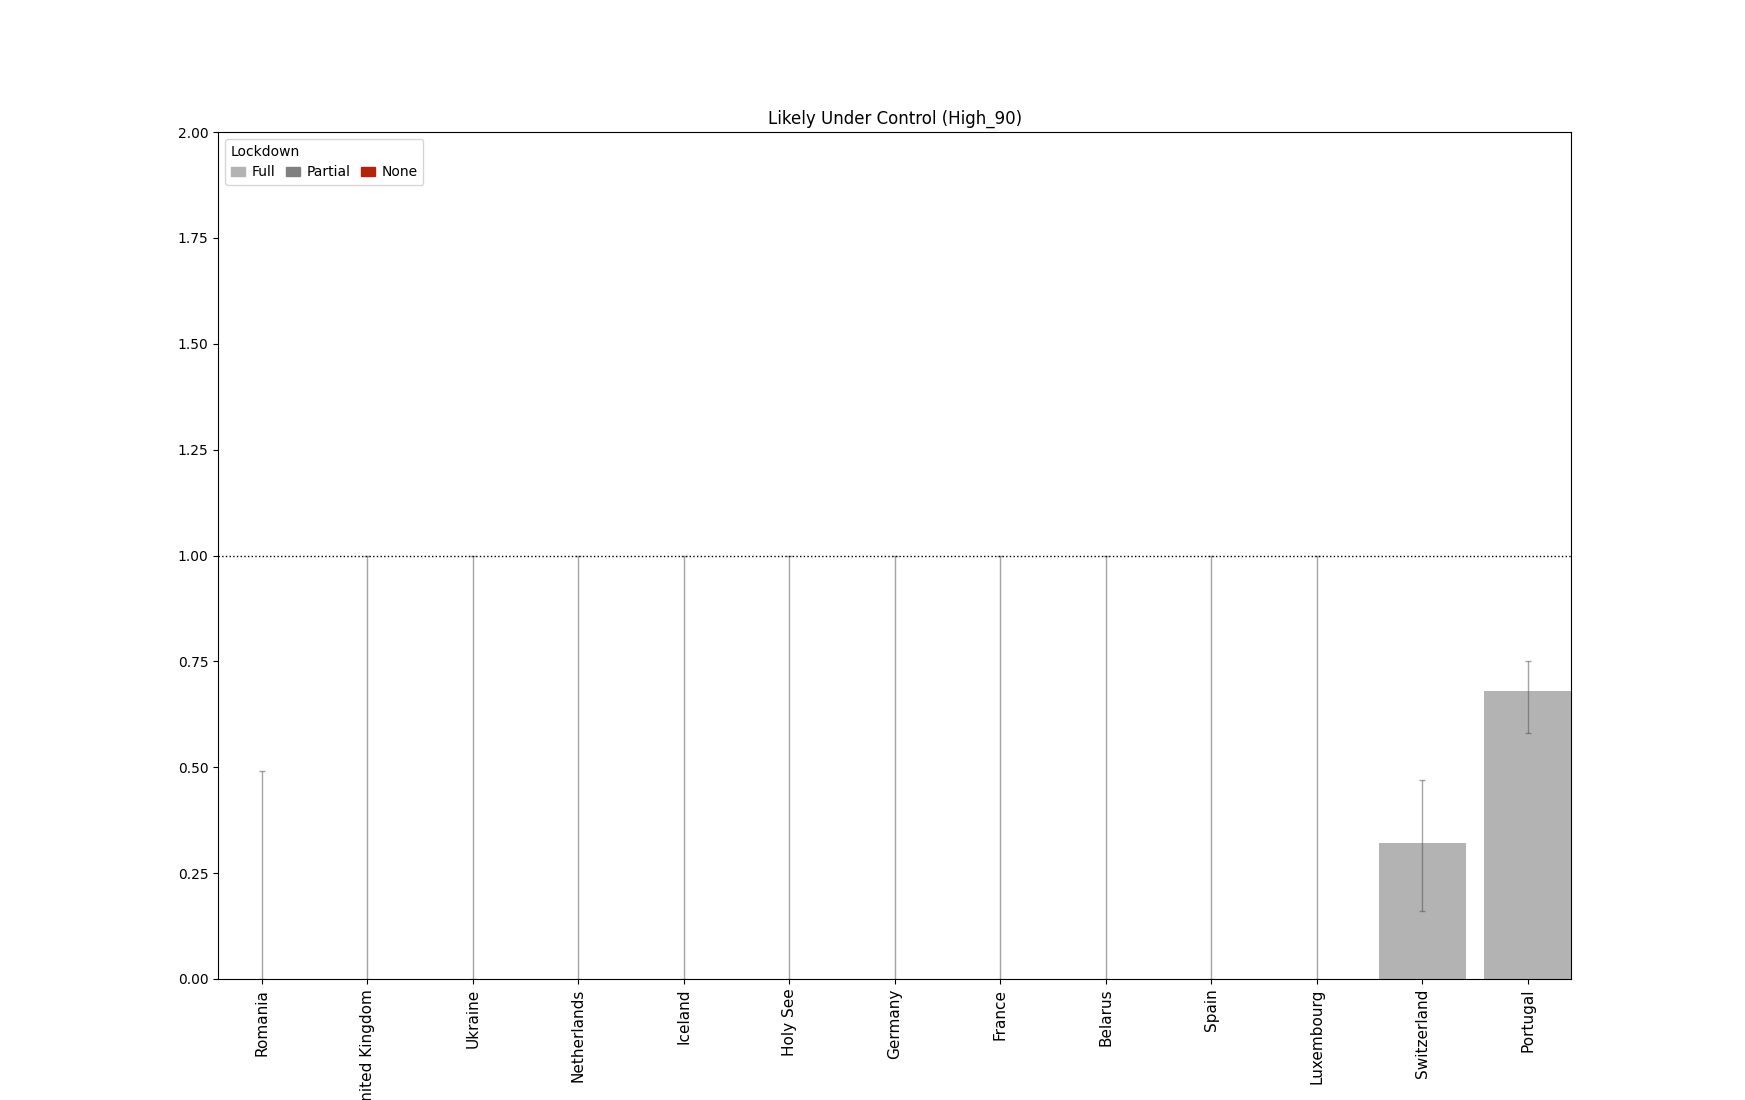 Likely Under Control (High_90)
Lockdown
Full Partial None
2.00
1.75
1.50
1.25
1.00
0.75
0.50
0.25
0.00
Romania
nited Kingdom
Ukraine
Netherlands
Iceland
Holy See
Germany
France
Belarus
Spain
Luxembourg
Switzerland
Portugal